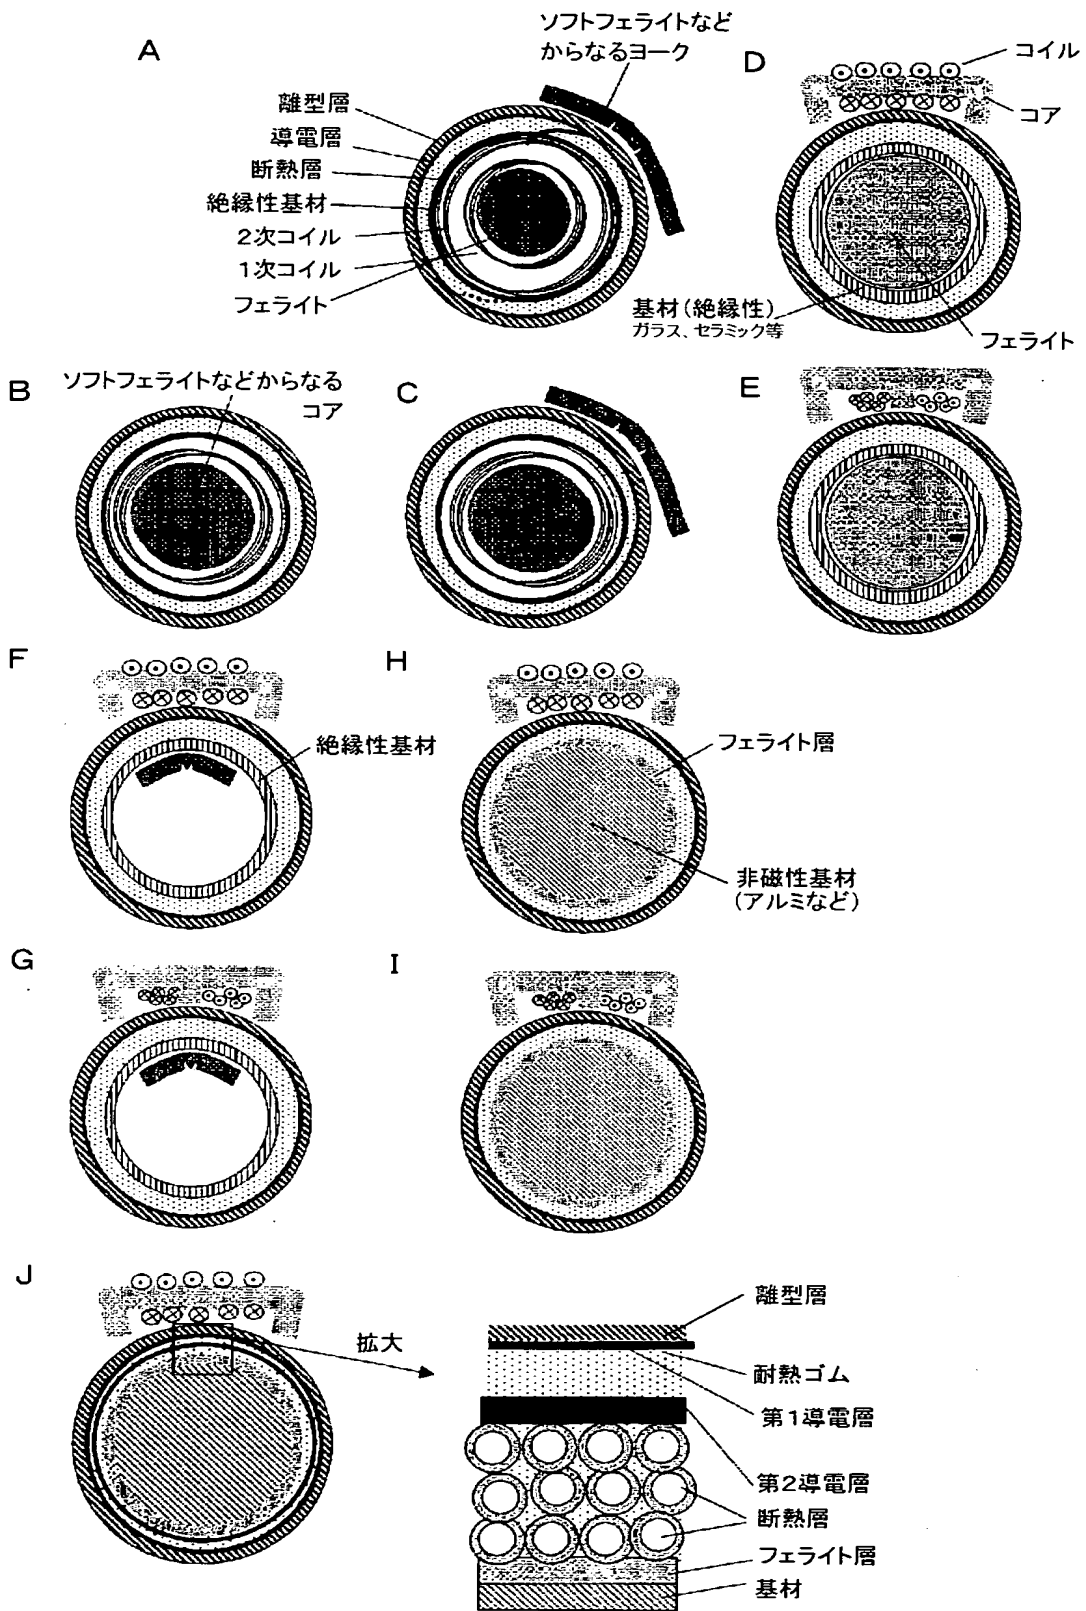 A
ソフトフェライトなど
からなるヨーク
離型層
導電層
断熱層
絶縁性基材
2次コイル
1次コイル
フェライト
D
コイル
コア
基材(絶縁性)
ガラス、セラミック等
フェライト
B
ソフトフェライトなどからなる
コア
C
E
F
絶縁性基材
H
フェライト層
非磁性基材
(アルミなど)
G
I
J
拡大
離型層
耐熱ゴム
第1導電層
第2導電層
断熱層
フェライト層
基材